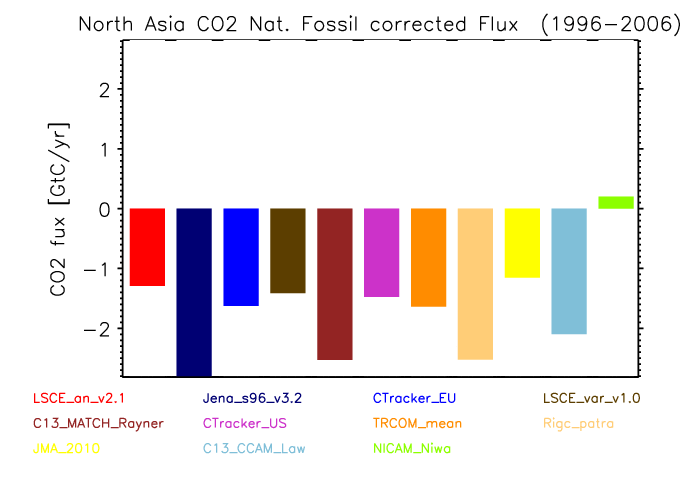 North Asia CO2 Nat. Fossil corrected Flux (1996−2006)
CO2 fux [GtC/yr]
2
1
0
−1
−2
LSCE_an_v2.1 Jena_s96_v3.2 CTracker_EU LSCE_var_v1.0
C13_MATCH_Rayner CTracker_US TRCOM_mean Rigc_patra
JMA_2010 C13_CCAM_Law NICAM_Niwa